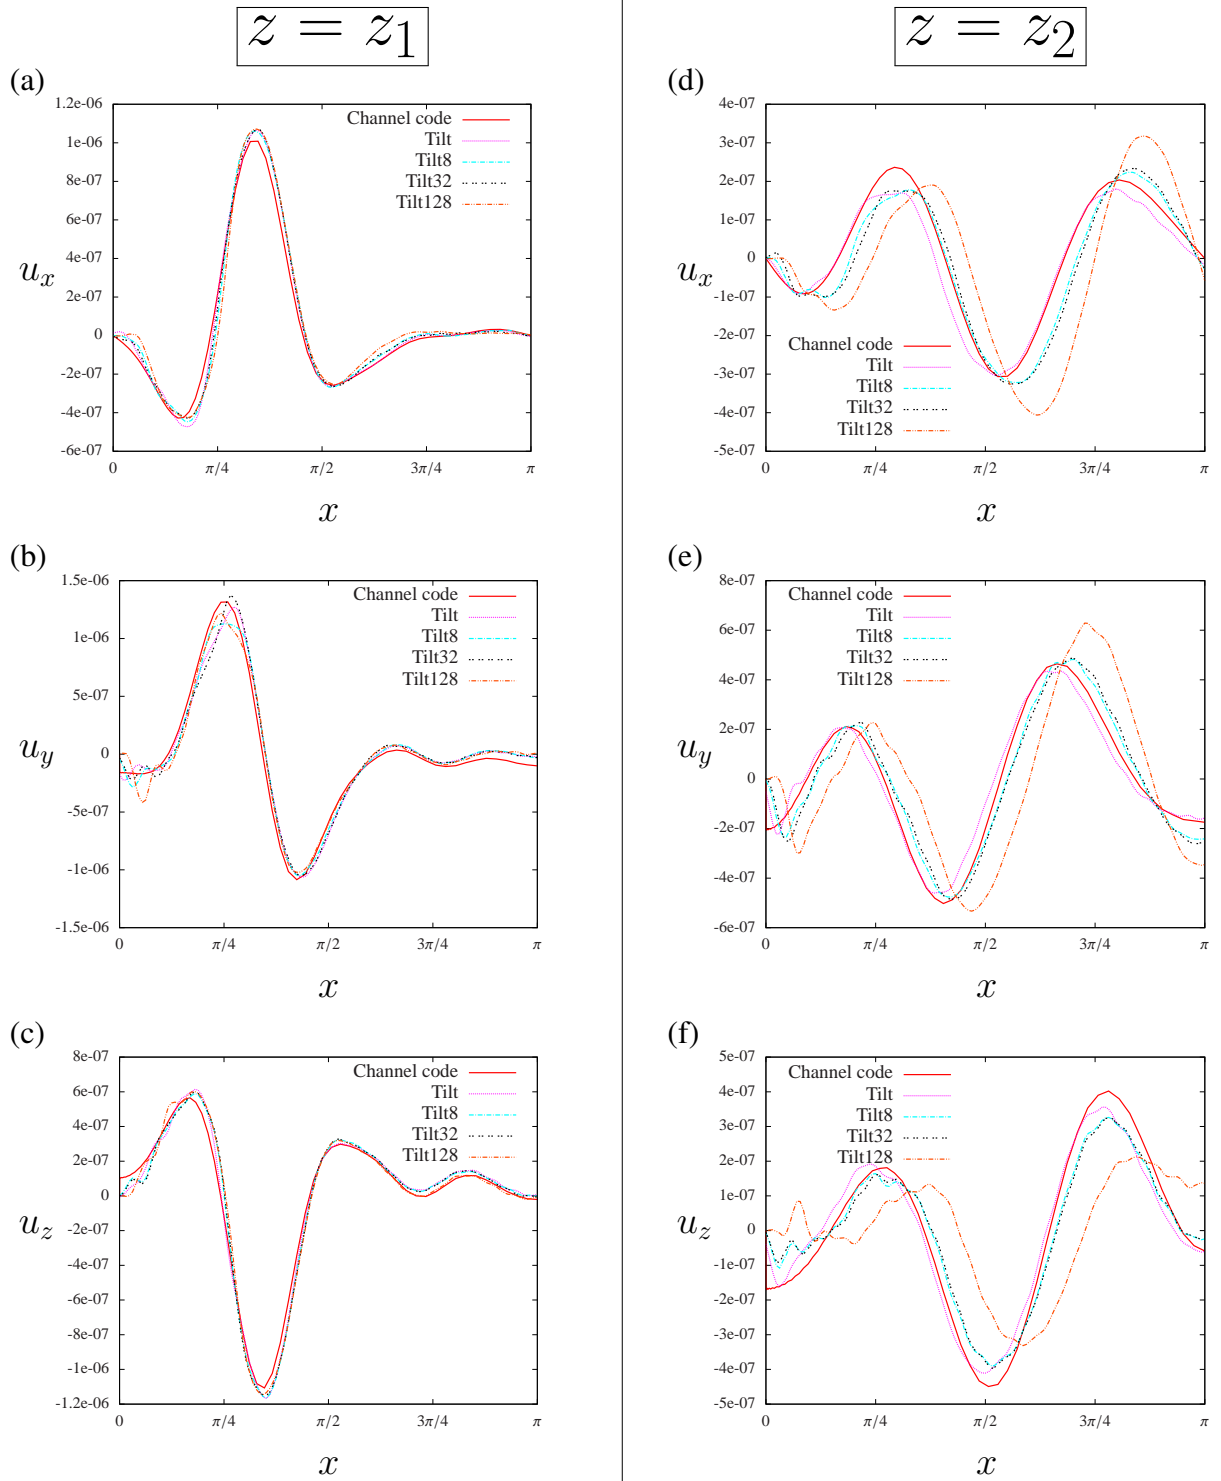 z = z₁
(a)
1.2e-06
1e-06
8e-07
6e-07
4e-07
2e-07
0
-2e-07
-4e-07
-6e-07
0
π/4
π/2
3π/4
π
u_x
x
Channel code
Tilt
Tilt8
Tilt32
Tilt128
(b)
1.5e-06
1e-06
5e-07
0
-5e-07
-1e-06
-1.5e-06
0
π/4
π/2
3π/4
π
u_y
x
Channel code
Tilt
Tilt8
Tilt32
Tilt128
(c)
8e-07
6e-07
4e-07
2e-07
0
-2e-07
-4e-07
-6e-07
-8e-07
-1e-06
-1.2e-06
0
π/4
π/2
3π/4
π
u_z
x
Channel code
Tilt
Tilt8
Tilt32
Tilt128
z = z₂
(d)
4e-07
3e-07
2e-07
1e-07
0
-1e-07
-2e-07
-3e-07
-4e-07
-5e-07
0
π/4
π/2
3π/4
π
u_x
x
Channel code
Tilt
Tilt8
Tilt32
Tilt128
(e)
8e-07
6e-07
4e-07
2e-07
0
-2e-07
-4e-07
-6e-07
0
π/4
π/2
3π/4
π
u_y
x
Channel code
Tilt
Tilt8
Tilt32
Tilt128
(f)
5e-07
4e-07
3e-07
2e-07
1e-07
0
-1e-07
-2e-07
-3e-07
-4e-07
-5e-07
0
π/4
π/2
3π/4
π
u_z
x
Channel code
Tilt
Tilt8
Tilt32
Tilt128